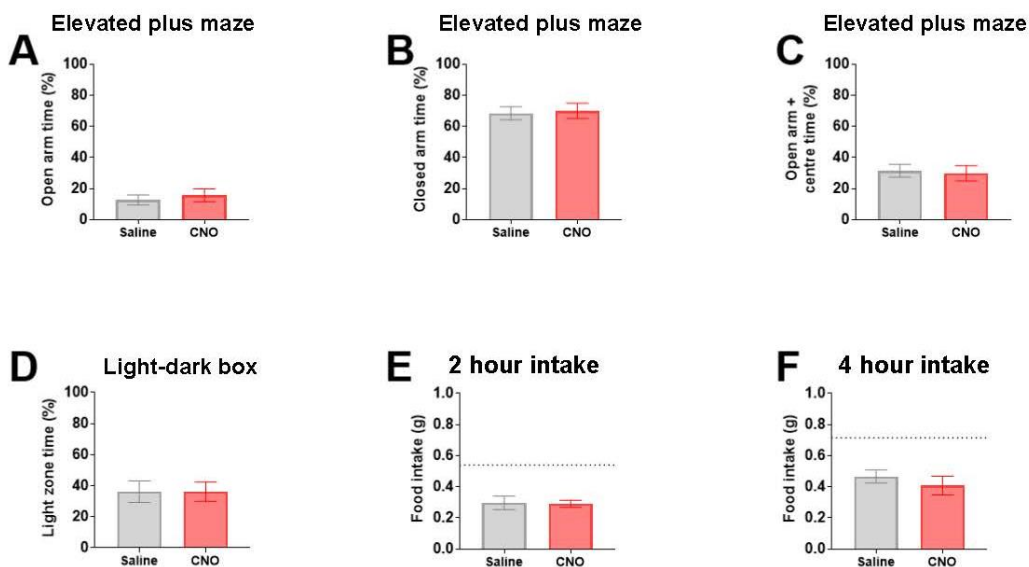 A
Elevated plus maze
Open arm time (%)
100
80
60
40
20
0
Saline
CNO
B
Elevated plus maze
Closed arm time (%)
100
80
60
40
20
0
Saline
CNO
C
Elevated plus maze
Open arm +
centre time (%)
100
80
60
40
20
0
Saline
CNO
D
Light-dark box
Light zone time (%)
100
80
60
40
20
0
Saline
CNO
E
2 hour intake
Food intake (g)
1.0
0.8
0.6
0.4
0.2
0.0
Saline
CNO
F
4 hour intake
Food intake (g)
1.0
0.8
0.6
0.4
0.2
0.0
Saline
CNO